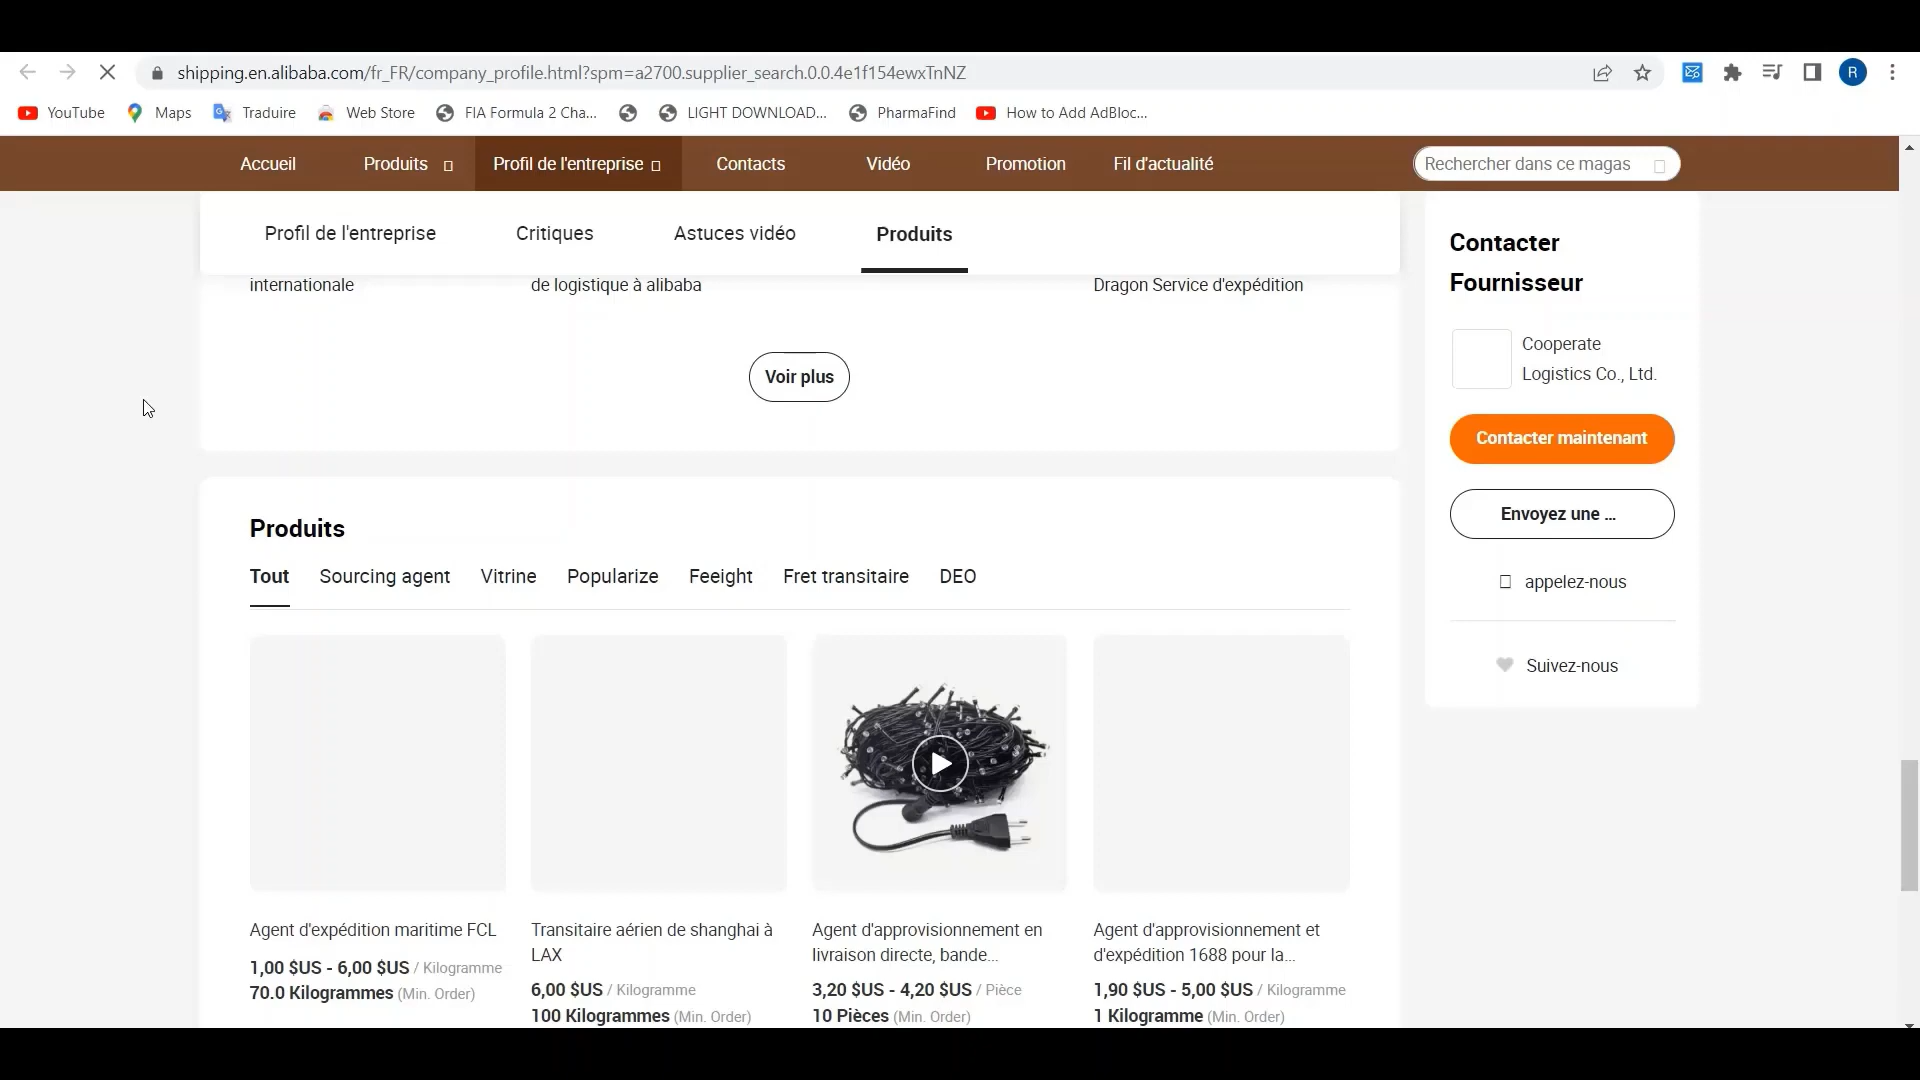 shipping.en.alibaba.com/fr_FR/company_profile.html?spm=a2700.supplier_search.0.0.4e1f154ewxTnNZ
R
YouTube
Maps
Traduire
Web Store
FIA Formula 2 Cha...
LIGHT DOWNLOAD...
PharmaFind
How to Add AdBloc...
Accueil
Produits
Profil de l'entreprise
Contacts
Vidéo
Promotion
Fil d'actualité
Rechercher dans ce magas
Profil de l'entreprise
Critiques
Astuces vidéo
Produits
internationale
de logistique à alibaba
Dragon Service d'expédition
Voir plus
Contacter
Fournisseur
Cooperate
Logistics Co., Ltd.
Contacter maintenant
Envoyez une ...
appelez-nous
Suivez-nous
Produits
Tout
Sourcing agent
Vitrine
Popularize
Feeight
Fret transitaire
DEO
Agent d'expédition maritime FCL
1,00 $US - 6,00 $US / Kilogramme
70.0 Kilogrammes (Min. Order)
Transitaire aérien de shanghai à
LAX
6,00 $US / Kilogramme
100 Kilogrammes (Min. Order)
Agent d'approvisionnement en
livraison directe, bande...
3,20 $US - 4,20 $US / Pièce
10 Pièces (Min. Order)
Agent d'approvisionnement et
d'expédition 1688 pour la...
1,90 $US - 5,00 $US / Kilogramme
1 Kilogramme (Min. Order)